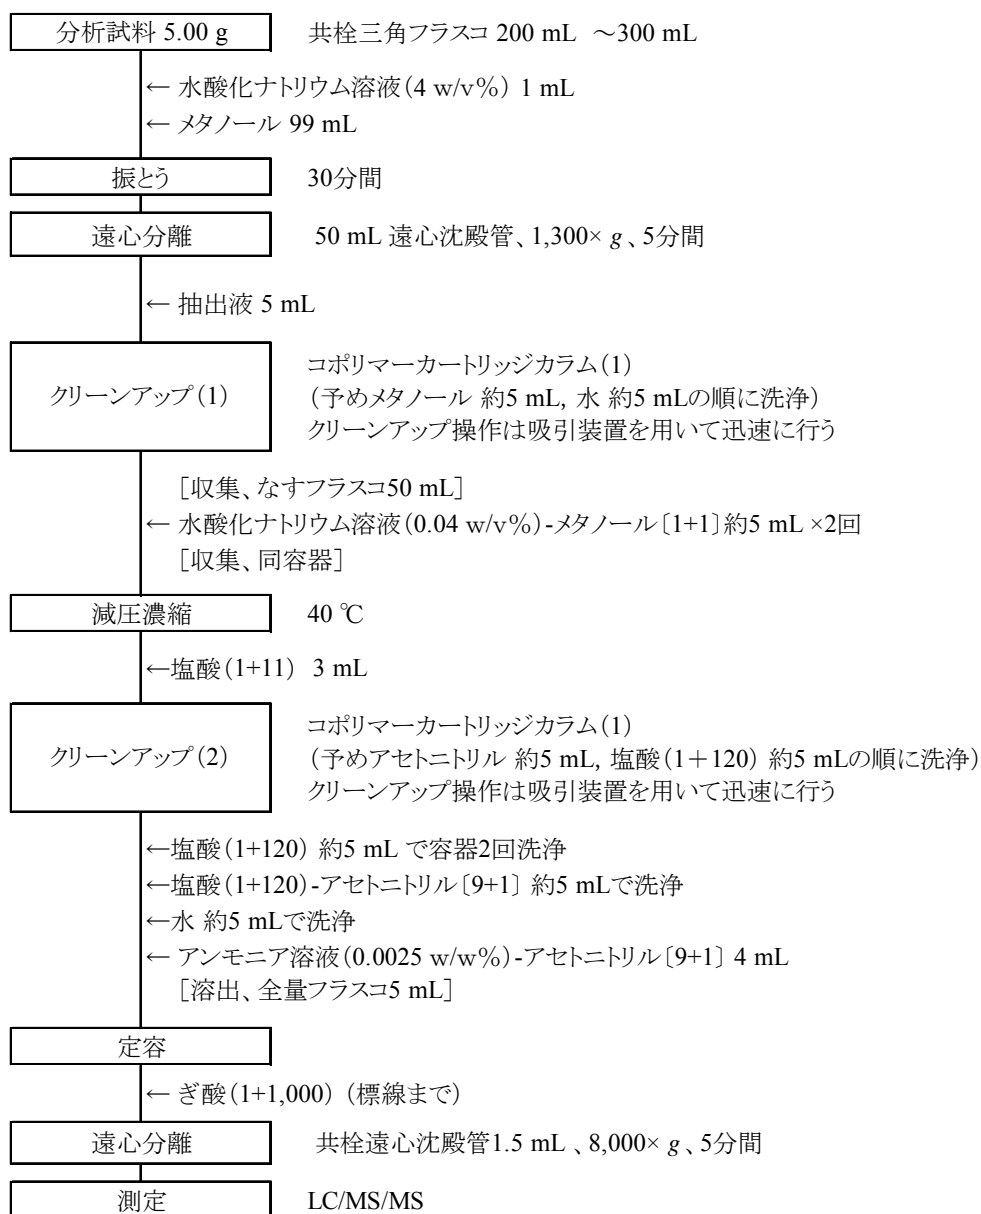 分析試料 5.00 g 共栓三角フラスコ 200 mL ～300 mL
← 水酸化ナトリウム溶液（4 w/v％） 1 mL
← メタノール 99 mL
振とう 30分間
遠心分離 50 mL 遠心沈殿管、1,300× g 、5分間
← 抽出液 5 mL
コポリマーカートリッジカラム（1）
クリーンアップ（1） （予めメタノール 約5 mL, 水 約5 mLの順に洗浄）
クリーンアップ操作は吸引装置を用いて迅速に行う
［収集、なすフラスコ50 mL］
← 水酸化ナトリウム溶液（0.04 w/v％）-メタノール〔1+1〕約5 mL ×2回
［収集、同容器］
減圧濃縮 40 ℃
←塩酸（1+11） 3 mL
コポリマーカートリッジカラム（1）
クリーンアップ（2） （予めアセトニトリル 約5 mL, 塩酸（1＋120） 約5 mLの順に洗浄）
クリーンアップ操作は吸引装置を用いて迅速に行う
←塩酸（1+120） 約5 mL で容器2回洗浄
←塩酸（1+120）-アセトニトリル〔9+1〕 約5 mLで洗浄
←水 約5 mLで洗浄
← アンモニア溶液（0.0025 w/w％）-アセトニトリル〔9+1〕 4 mL
［溶出、全量フラスコ5 mL］
定容
← ぎ酸（1+1,000） （標線まで）
遠心分離 共栓遠心沈殿管1.5 mL 、8,000× g 、5分間
測定 LC/MS/MS